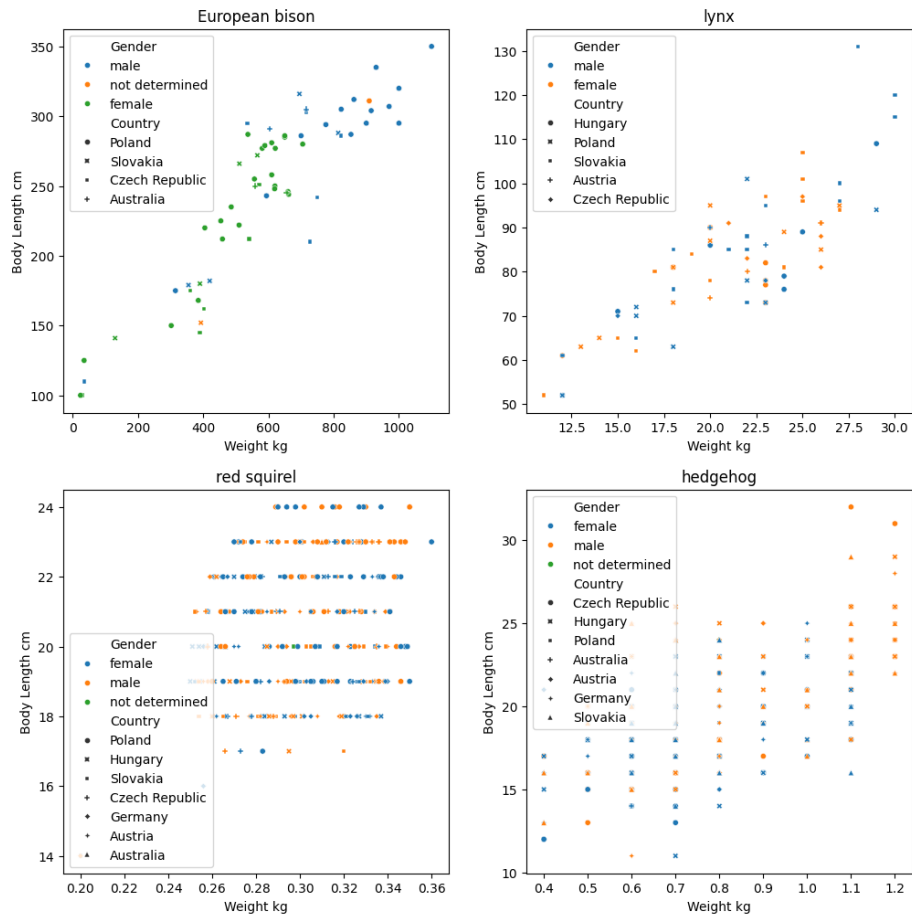 European bison
350
300
250
200
150
100
Body Length cm
Gender
male
not determined
female
Country
Poland
Slovakia
Czech Republic
Australia
0 200 400 600 800 1000
Weight kg
lynx
130
120
110
100
90
80
70
60
50
Body Length cm
Gender
male
female
Country
Hungary
Poland
Slovakia
Austria
Czech Republic
12.5 15.0 17.5 20.0 22.5 25.0 27.5 30.0
Weight kg
red squirel
24
22
20
18
16
14
Body Length cm
Gender
female
male
not determined
Country
Poland
Hungary
Slovakia
Czech Republic
Germany
Austria
Australia
0.20 0.22 0.24 0.26 0.28 0.30 0.32 0.34 0.36
Weight kg
hedgehog
30
25
20
15
10
Body Length cm
Gender
female
male
not determined
Country
Czech Republic
Hungary
Poland
Australia
Austria
Germany
Slovakia
0.4 0.5 0.6 0.7 0.8 0.9 1.0 1.1 1.2
Weight kg